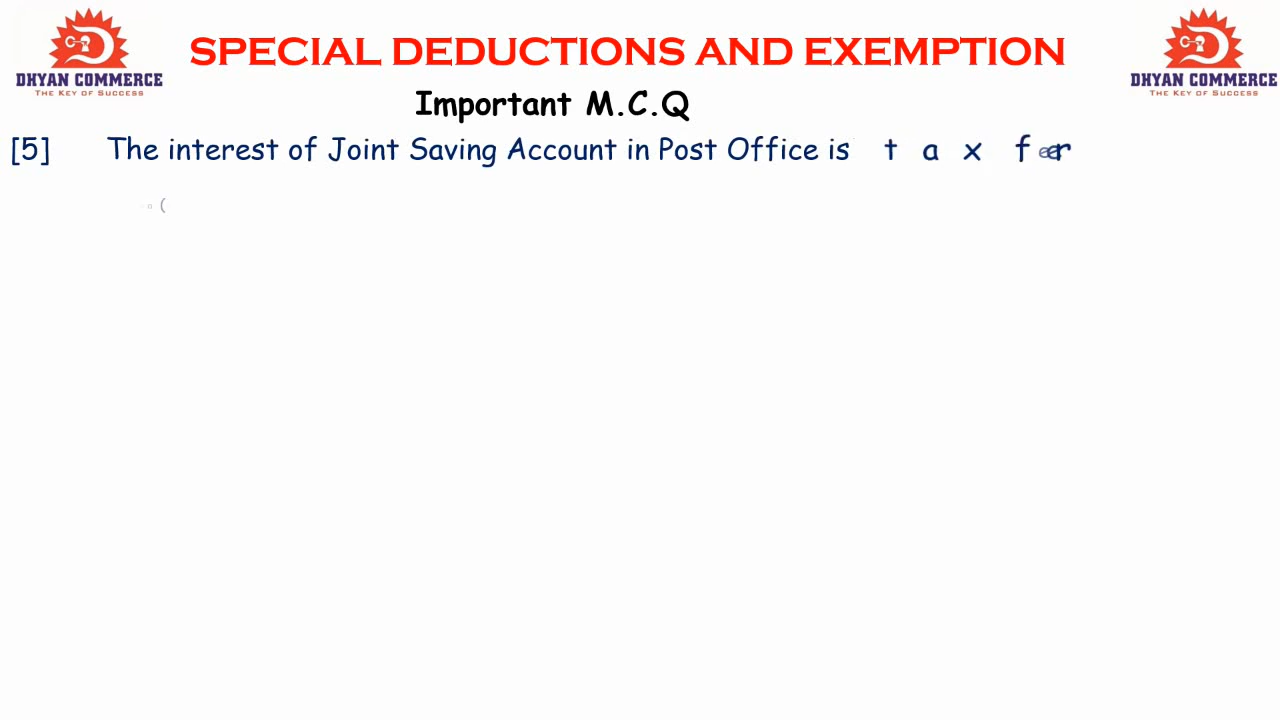 DHYAN COMMERCE
THE KEY OF SUCCESS
SPECIAL DEDUCTIONS AND EXEMPTION
DHYAN COMMERCE
THE KEY OF SUCCESS
Important M.C.Q
[5] The interest of Joint Saving Account in Post Office is tax